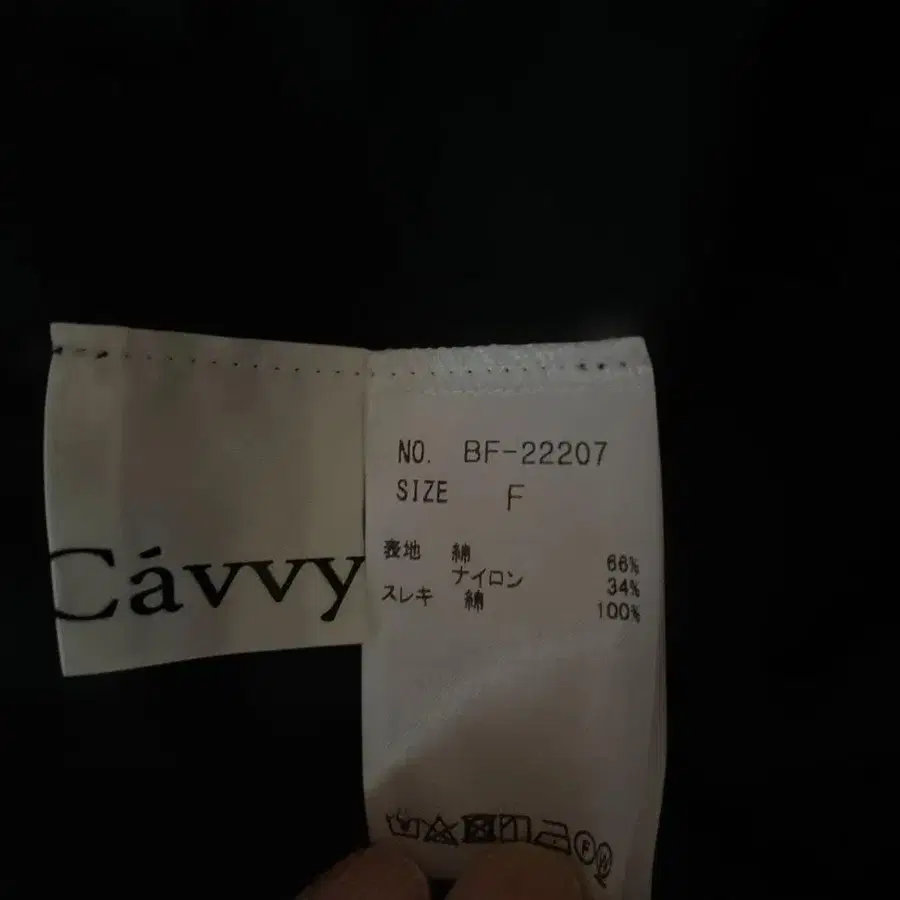 Cávvy
NO. BF-22207
SIZE F
表地 綿 66%
ナイロン 34%
スレキ 綿 100%
F
W